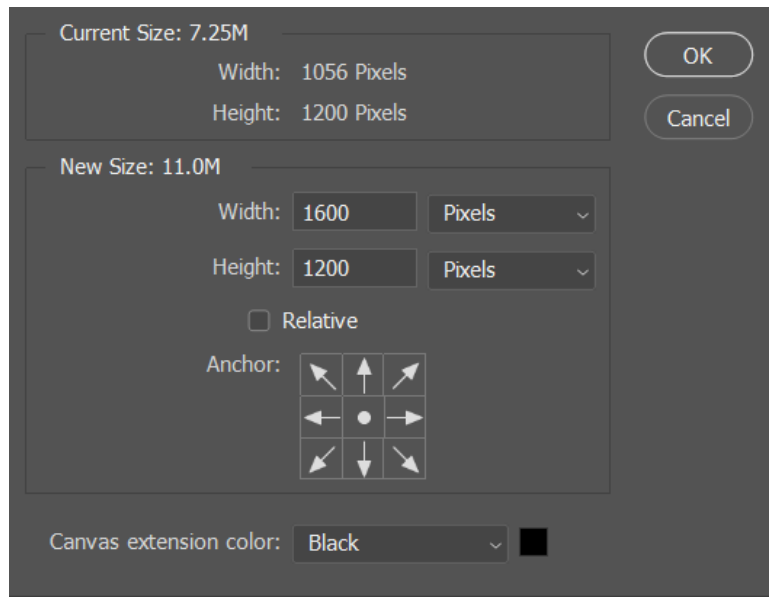 Current Size: 7.25M
Width: 1056 Pixels
Height: 1200 Pixels
OK
Cancel
New Size: 11.0M
Width: 1600 Pixels
Height: 1200 Pixels
Relative
Anchor:
Canvas extension color: Black